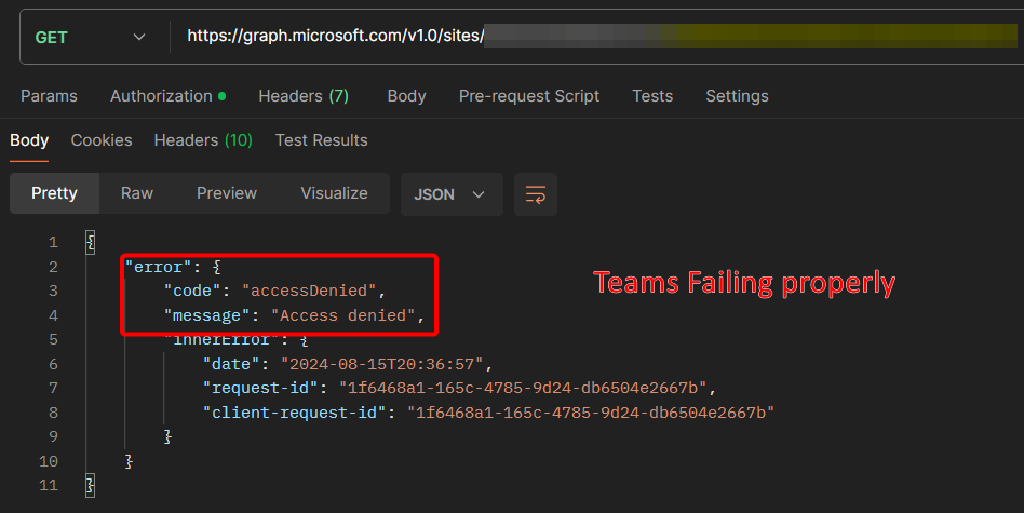 GET https://graph.microsoft.com/v1.0/sites/
Params Authorization Headers (7) Body Pre-request Script Tests Settings
Body Cookies Headers (10) Test Results
Pretty Raw Preview Visualize JSON
1 {
2 "error": {
3 "code": "accessDenied",
4 "message": "Access denied",
5 "innerError": {
6 "date": "2024-08-15T20:36:57",
7 "request-id": "1f6468a1-165c-4785-9d24-db6504e2667b",
8 "client-request-id": "1f6468a1-165c-4785-9d24-db6504e2667b"
9 }
10 }
11 }
Teams Failing properly